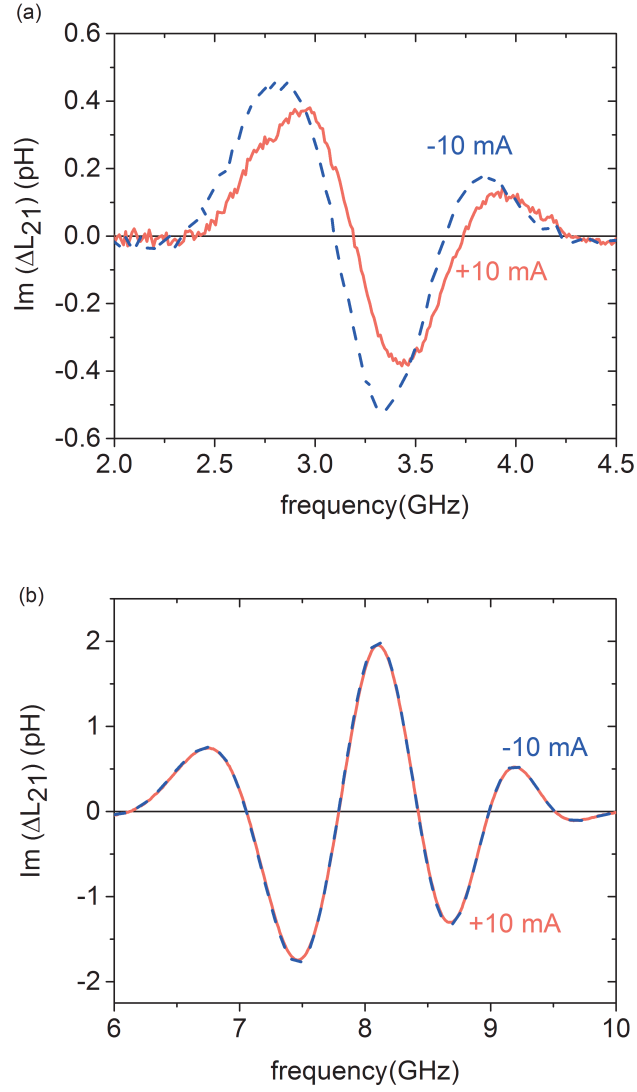 (a)
0.6
0.4
0.2
0.0
-0.2
-0.4
-0.6
Im (ΔL21) (pH)
-10 mA
+10 mA
2.0 2.5 3.0 3.5 4.0 4.5
frequency(GHz)
(b)
2
1
0
-1
-2
Im (ΔL21) (pH)
-10 mA
+10 mA
6 7 8 9 10
frequency(GHz)